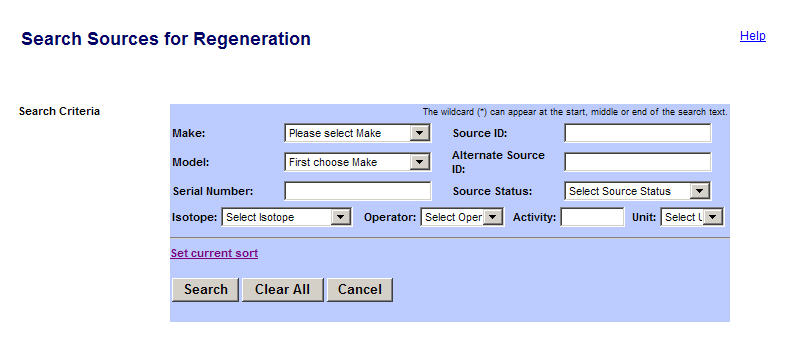 Search Sources for Regeneration
Help
Search Criteria
The wildcard (*) can appear at the start, middle or end of the search text.
Make: Please select Make Source ID:
Model: First choose Make Alternate Source
ID:
Serial Number: Source Status: Select Source Status
Isotope: Select Isotope Operator: Select Oper Activity: Unit: Select U
Set current sort
Search Clear All Cancel